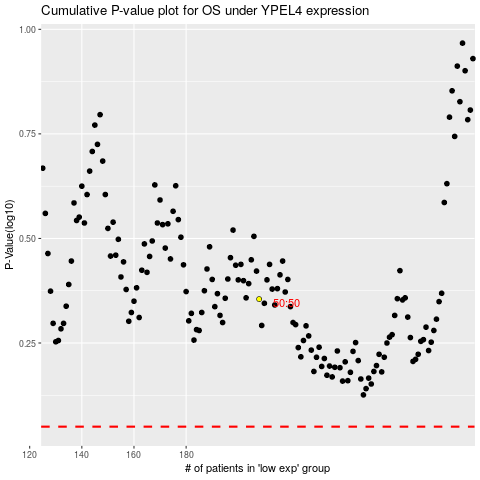 Cumulative P-value plot for OS under YPEL4 expression
P-Value(log10)
1.00
0.75
0.50
0.25
50:50
120 140 160 180
# of patients in 'low exp' group